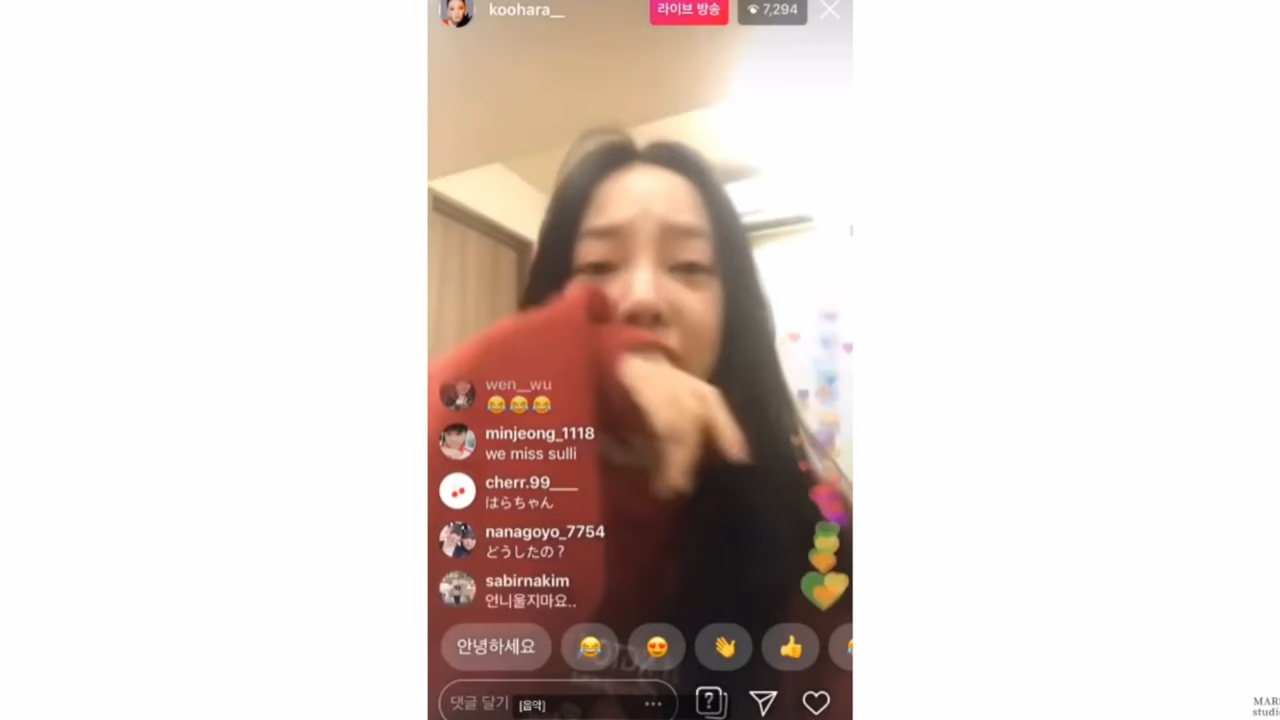 koohara__
라이브 방송
7,294
wen__wu
😂😂😂
minjeong_1118
we miss sulli
cherr.99___
はらちゃん
nanagoyo_7754
どうしたの？
sabirnakim
언니울지마요..
안녕하세요
댓글 달기
[음악]
studio